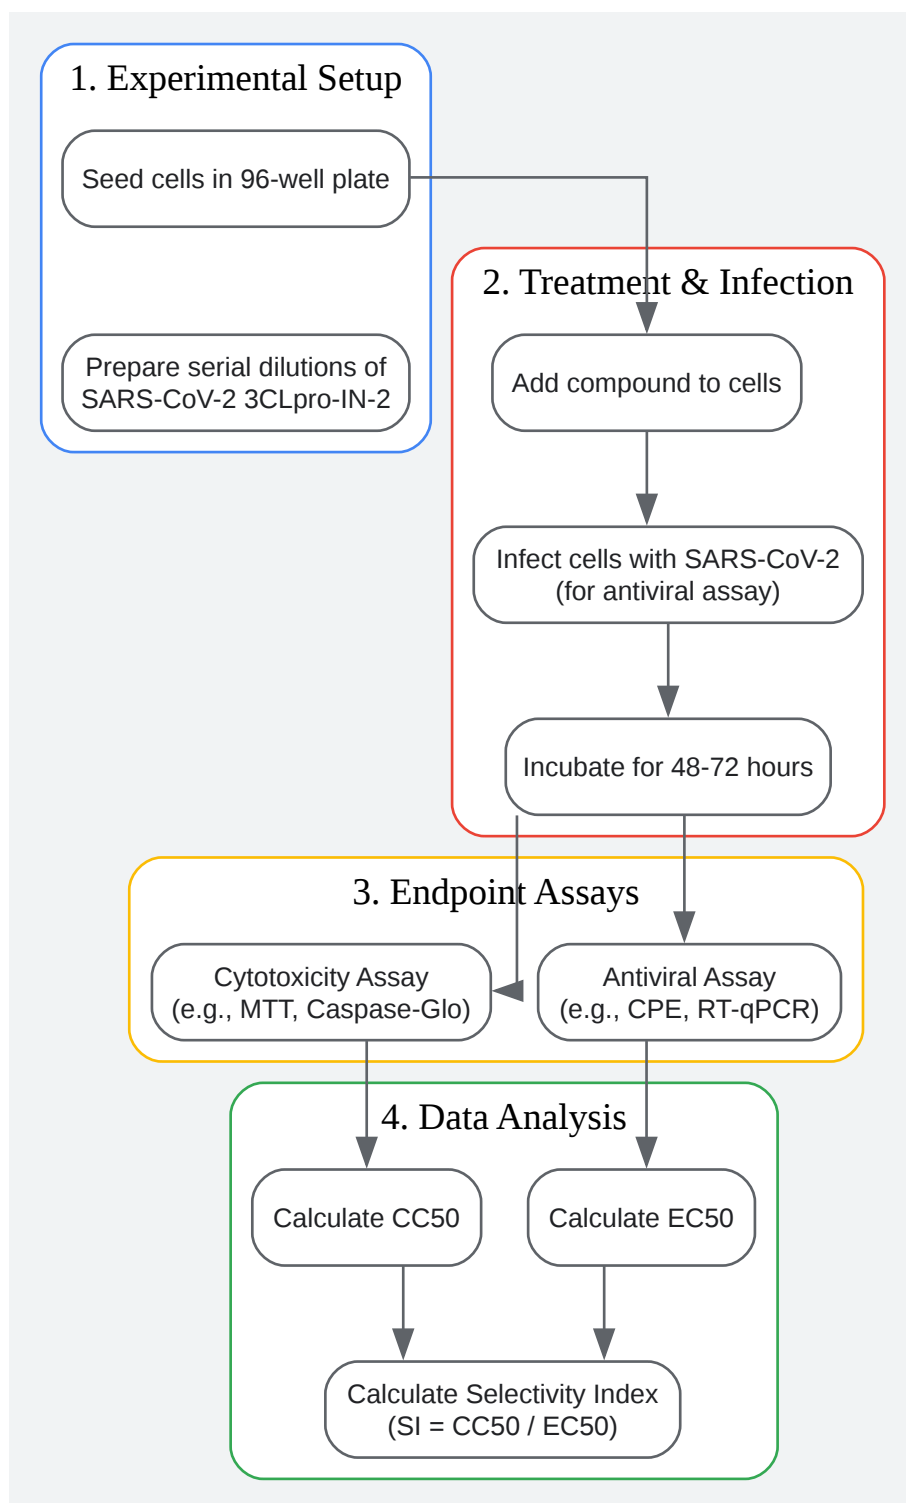 1. Experimental Setup
Seed cells in 96-well plate
Prepare serial dilutions of
SARS-CoV-2 3CLpro-IN-2
2. Treatment & Infection
Add compound to cells
Infect cells with SARS-CoV-2
(for antiviral assay)
Incubate for 48-72 hours
3. Endpoint Assays
Cytotoxicity Assay
(e.g., MTT, Caspase-Glo)
Antiviral Assay
(e.g., CPE, RT-qPCR)
4. Data Analysis
Calculate CC50
Calculate EC50
Calculate Selectivity Index
(SI = CC50 / EC50)